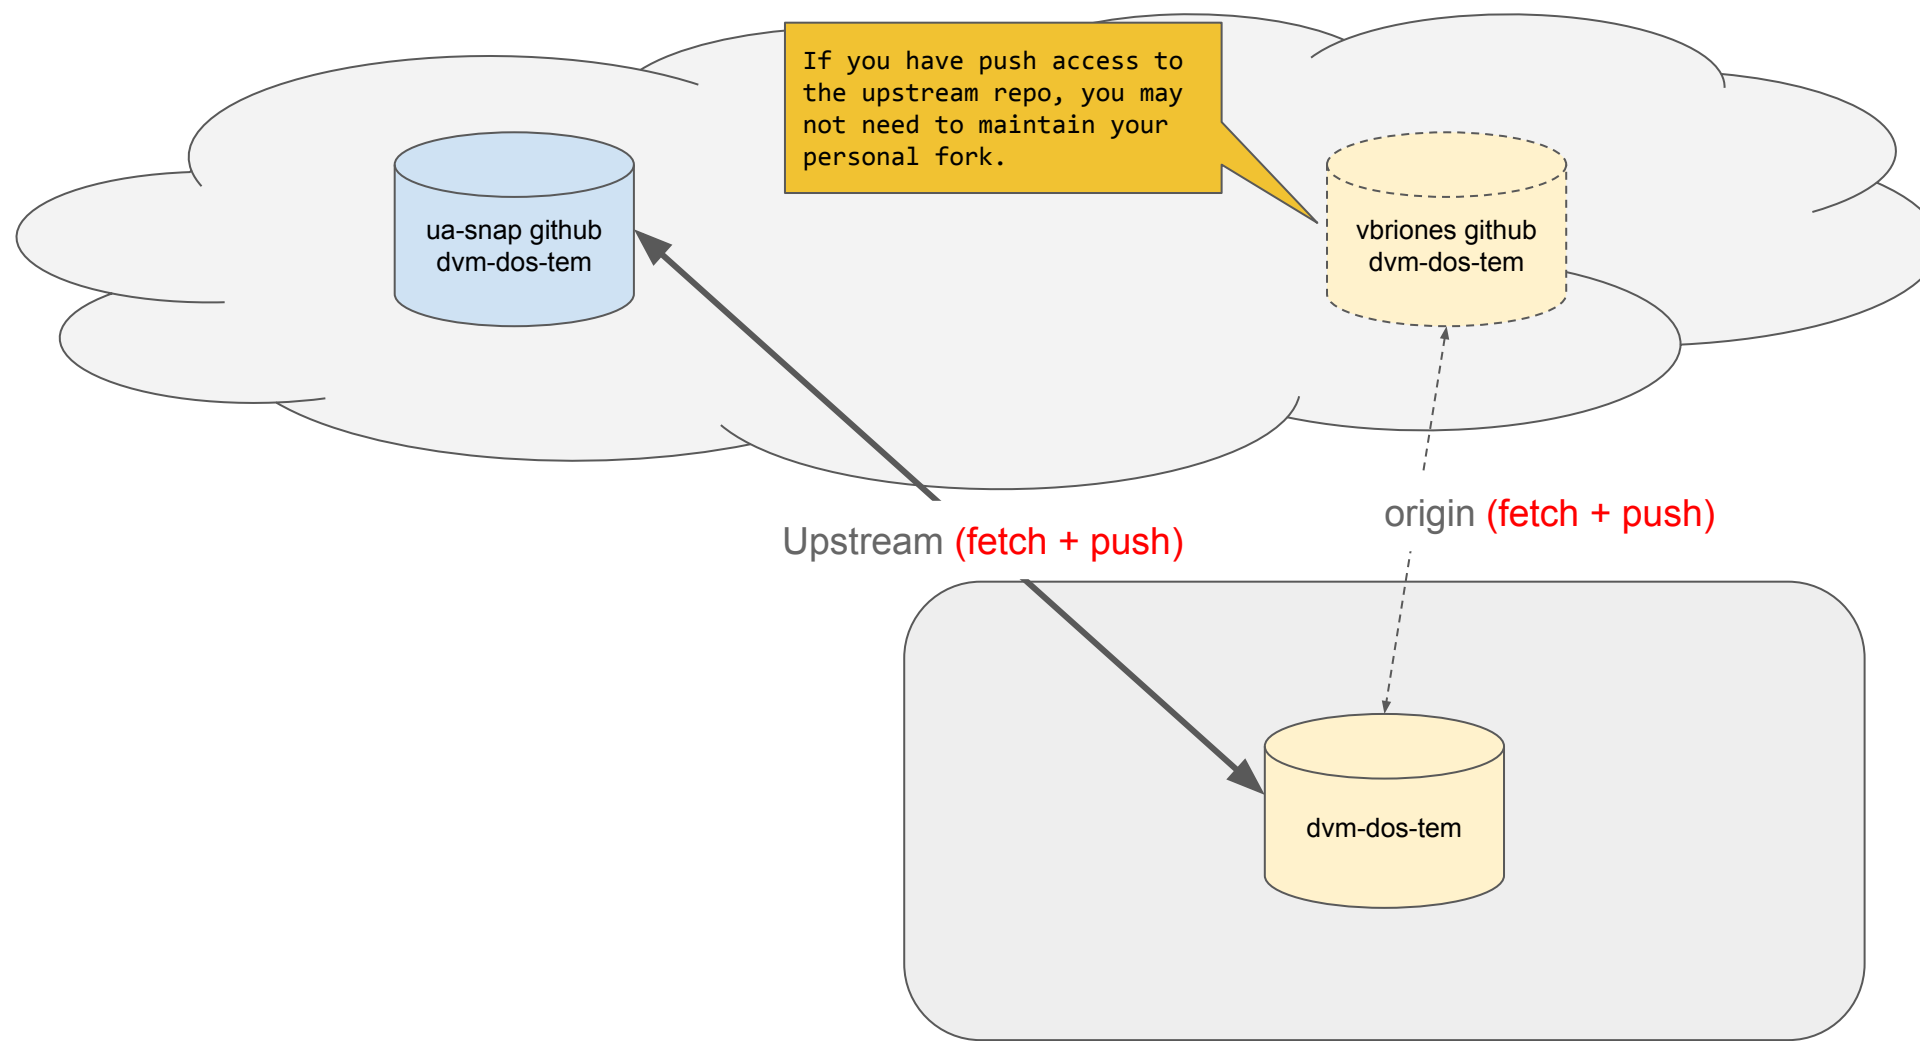 If you have push access to
the upstream repo, you may
not need to maintain your
personal fork.
ua-snap github
dvm-dos-tem
vbriones github
dvm-dos-tem
origin (fetch + push)
Upstream (fetch + push)
dvm-dos-tem